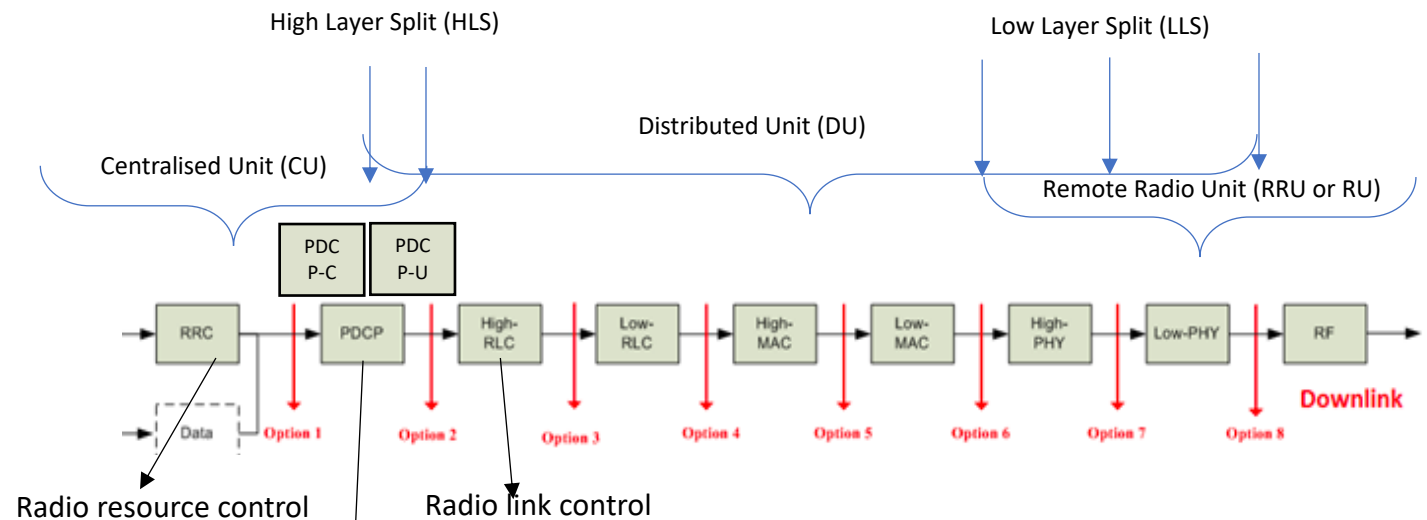 High Layer Split (HLS)
Low Layer Split (LLS)
Distributed Unit (DU)
Centralised Unit (CU)
Remote Radio Unit (RRU or RU)
PDC
P-C
PDC
P-U
RRC
PDCP
High-
RLC
Low-
RLC
High-
MAC
Low-
MAC
High-
PHY
Low-PHY
RF
Downlink
Data
Option 1
Option 2
Option 3
Option 4
Option 5
Option 6
Option 7
Option 8
Radio resource control
Radio link control